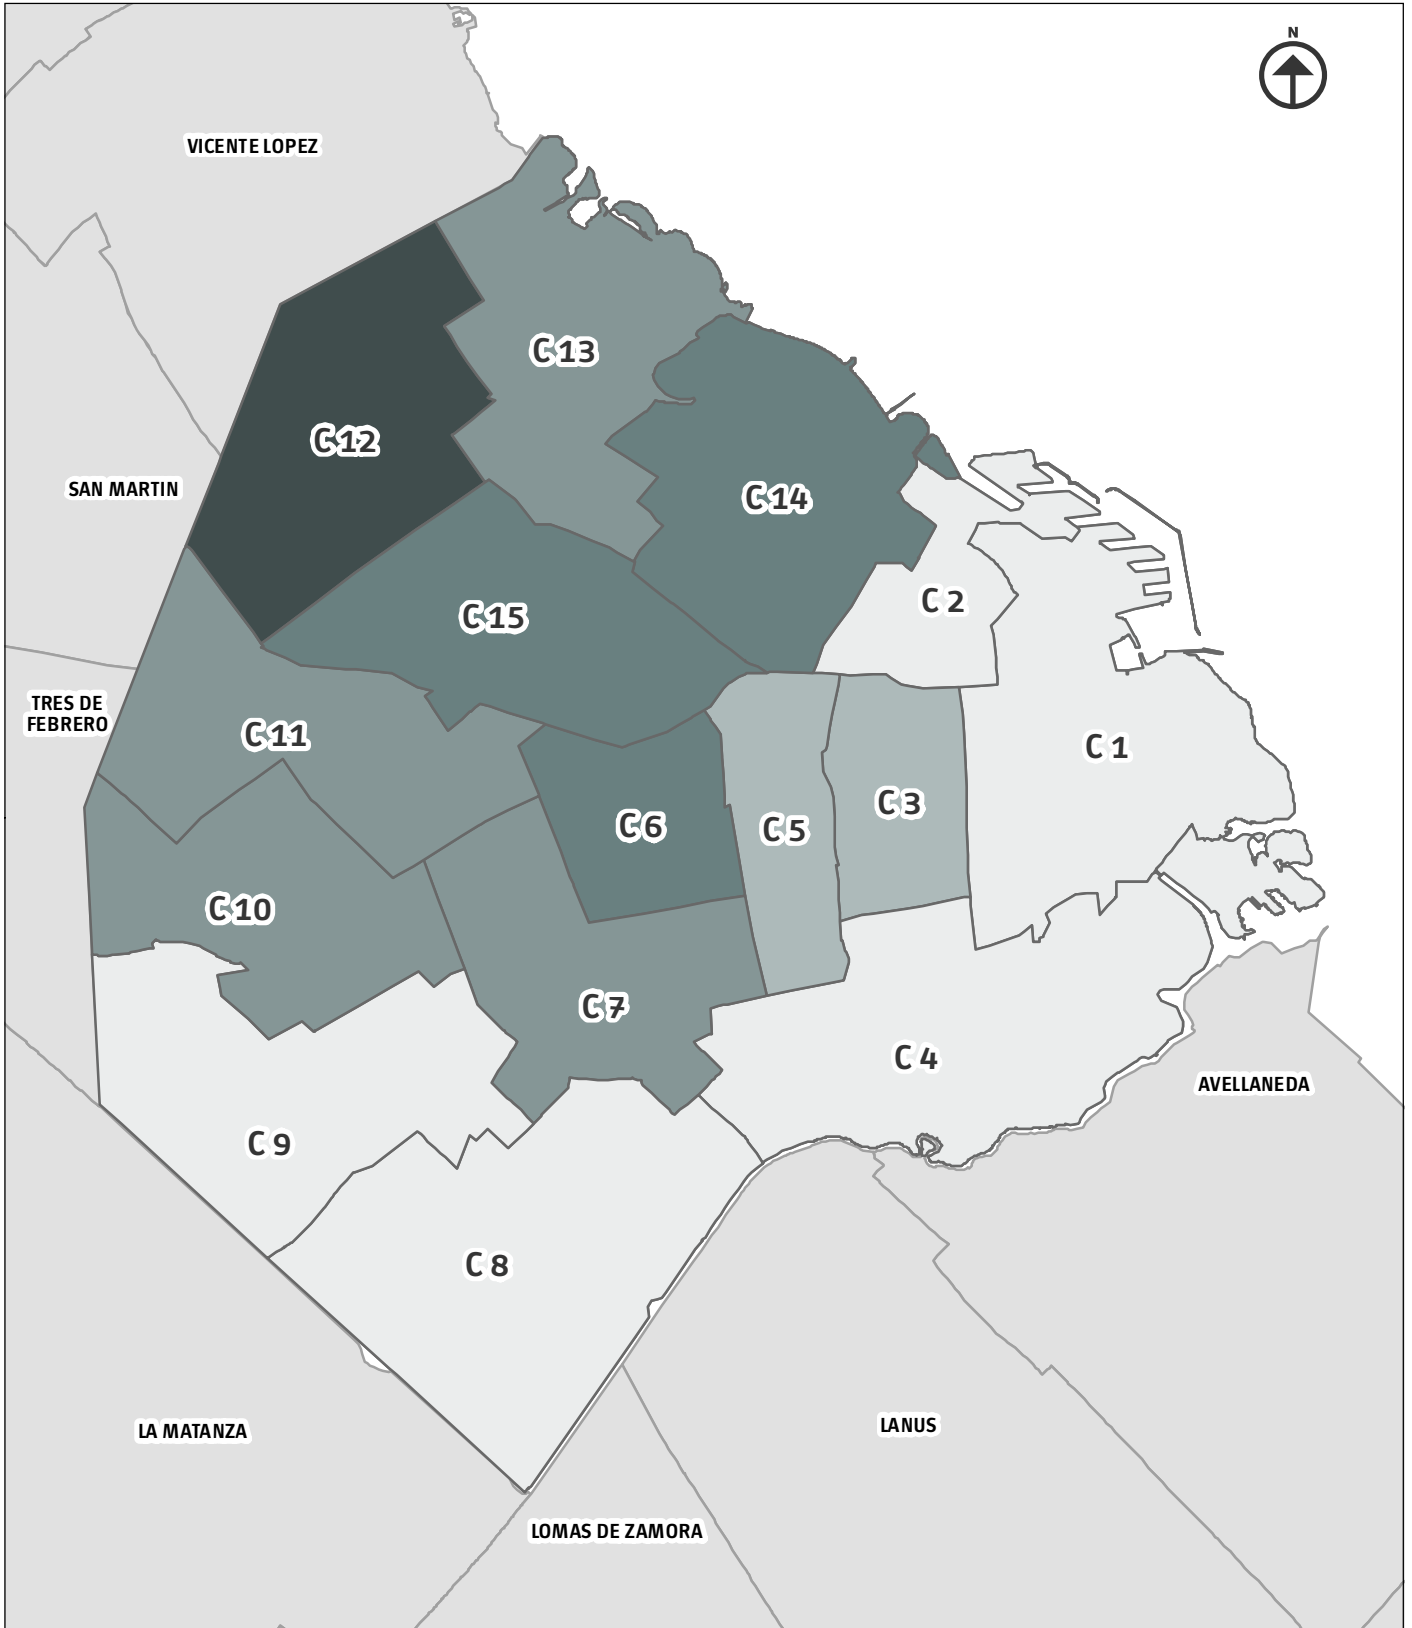 N
VICENTE LOPEZ
C 13
C 12
SAN MARTIN
C 14
C 2
C 15
TRES DE
FEBRERO
C 11
C 1
C 3
C 6
C 5
C 10
C 7
C 4
AVELLANEDA
C 9
C 8
LANUS
LA MATANZA
LOMAS DE ZAMORA